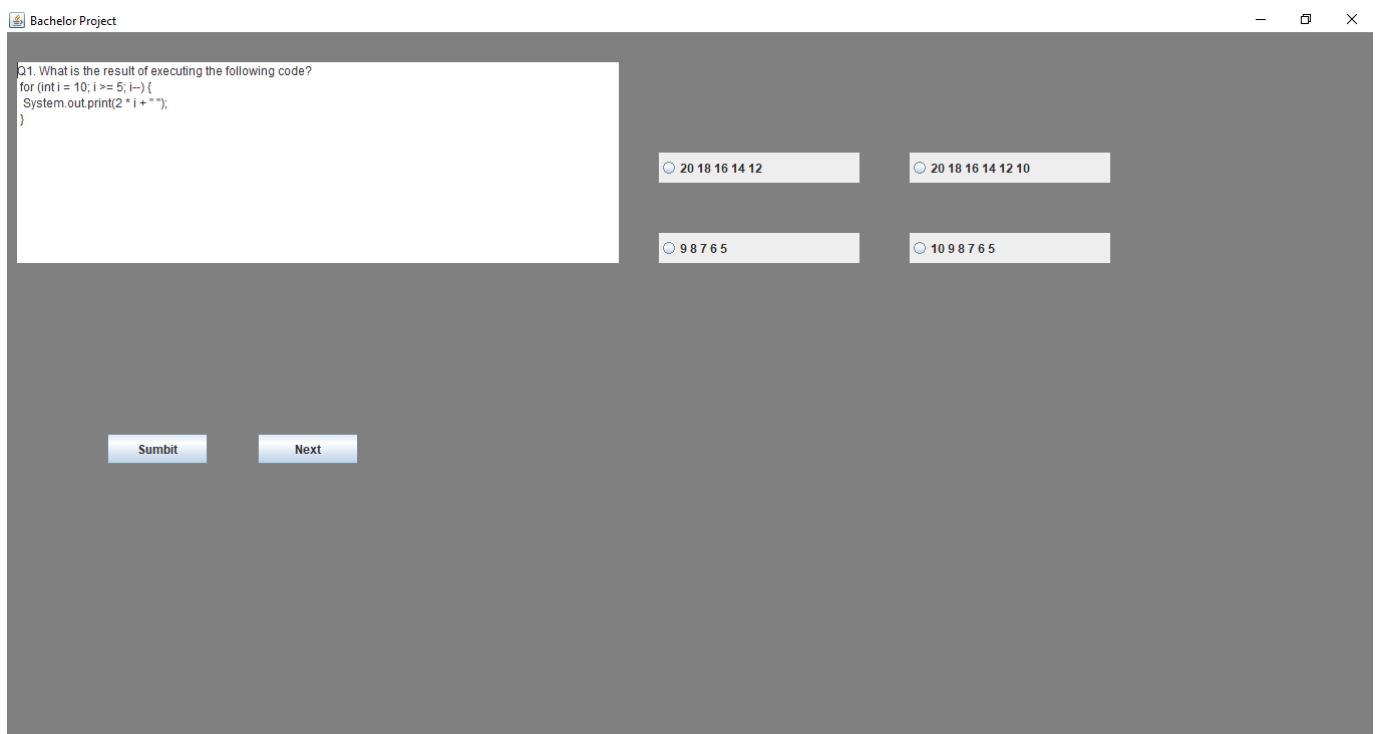 Bachelor Project
Q1. What is the result of executing the following code?
for (int i = 10; i >= 5; i--) {
System.out.print(2 * i + " ");
}
20 18 16 14 12
20 18 16 14 12 10
9 8 7 6 5
10 9 8 7 6 5
Sumbit
Next